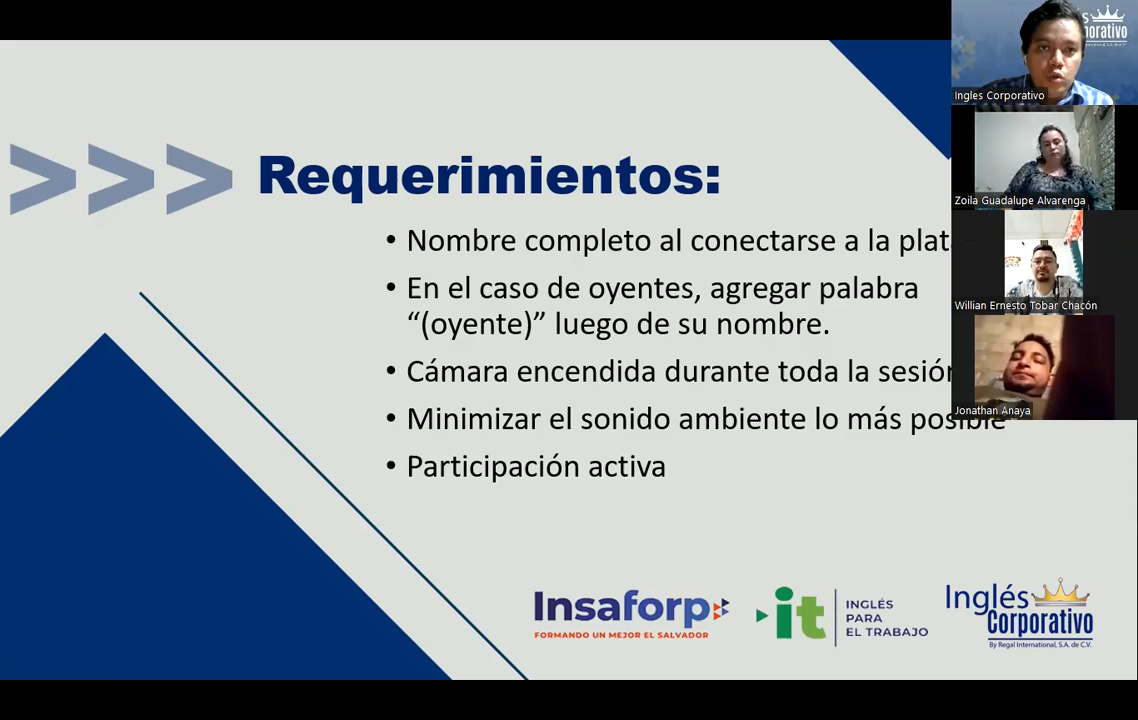 Requerimientos:
• Nombre completo al conectarse a la
• En el caso de oyentes, agregar palabra
“(oyente)” luego de su nombre.
• Cámara encendida durante toda la sesión
• Minimizar el sonido ambiente lo más posible
• Participación activa
Insaforp
FORMANDO UN MEJOR EL SALVADOR
it
INGLÉS
PARA
EL TRABAJO
Inglés
Corporativo
By Regal International, S.A. de C.V.
Ingles Corporativo
Zoila Guadalupe Alvarenga
Willian Ernesto Tobar Chacón
Jonathan Anaya